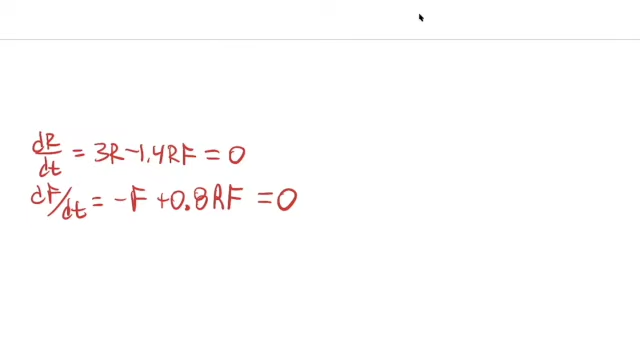 dR/dt = 3R - 1.4RF = 0
dF/dt = -F + 0.8RF = 0